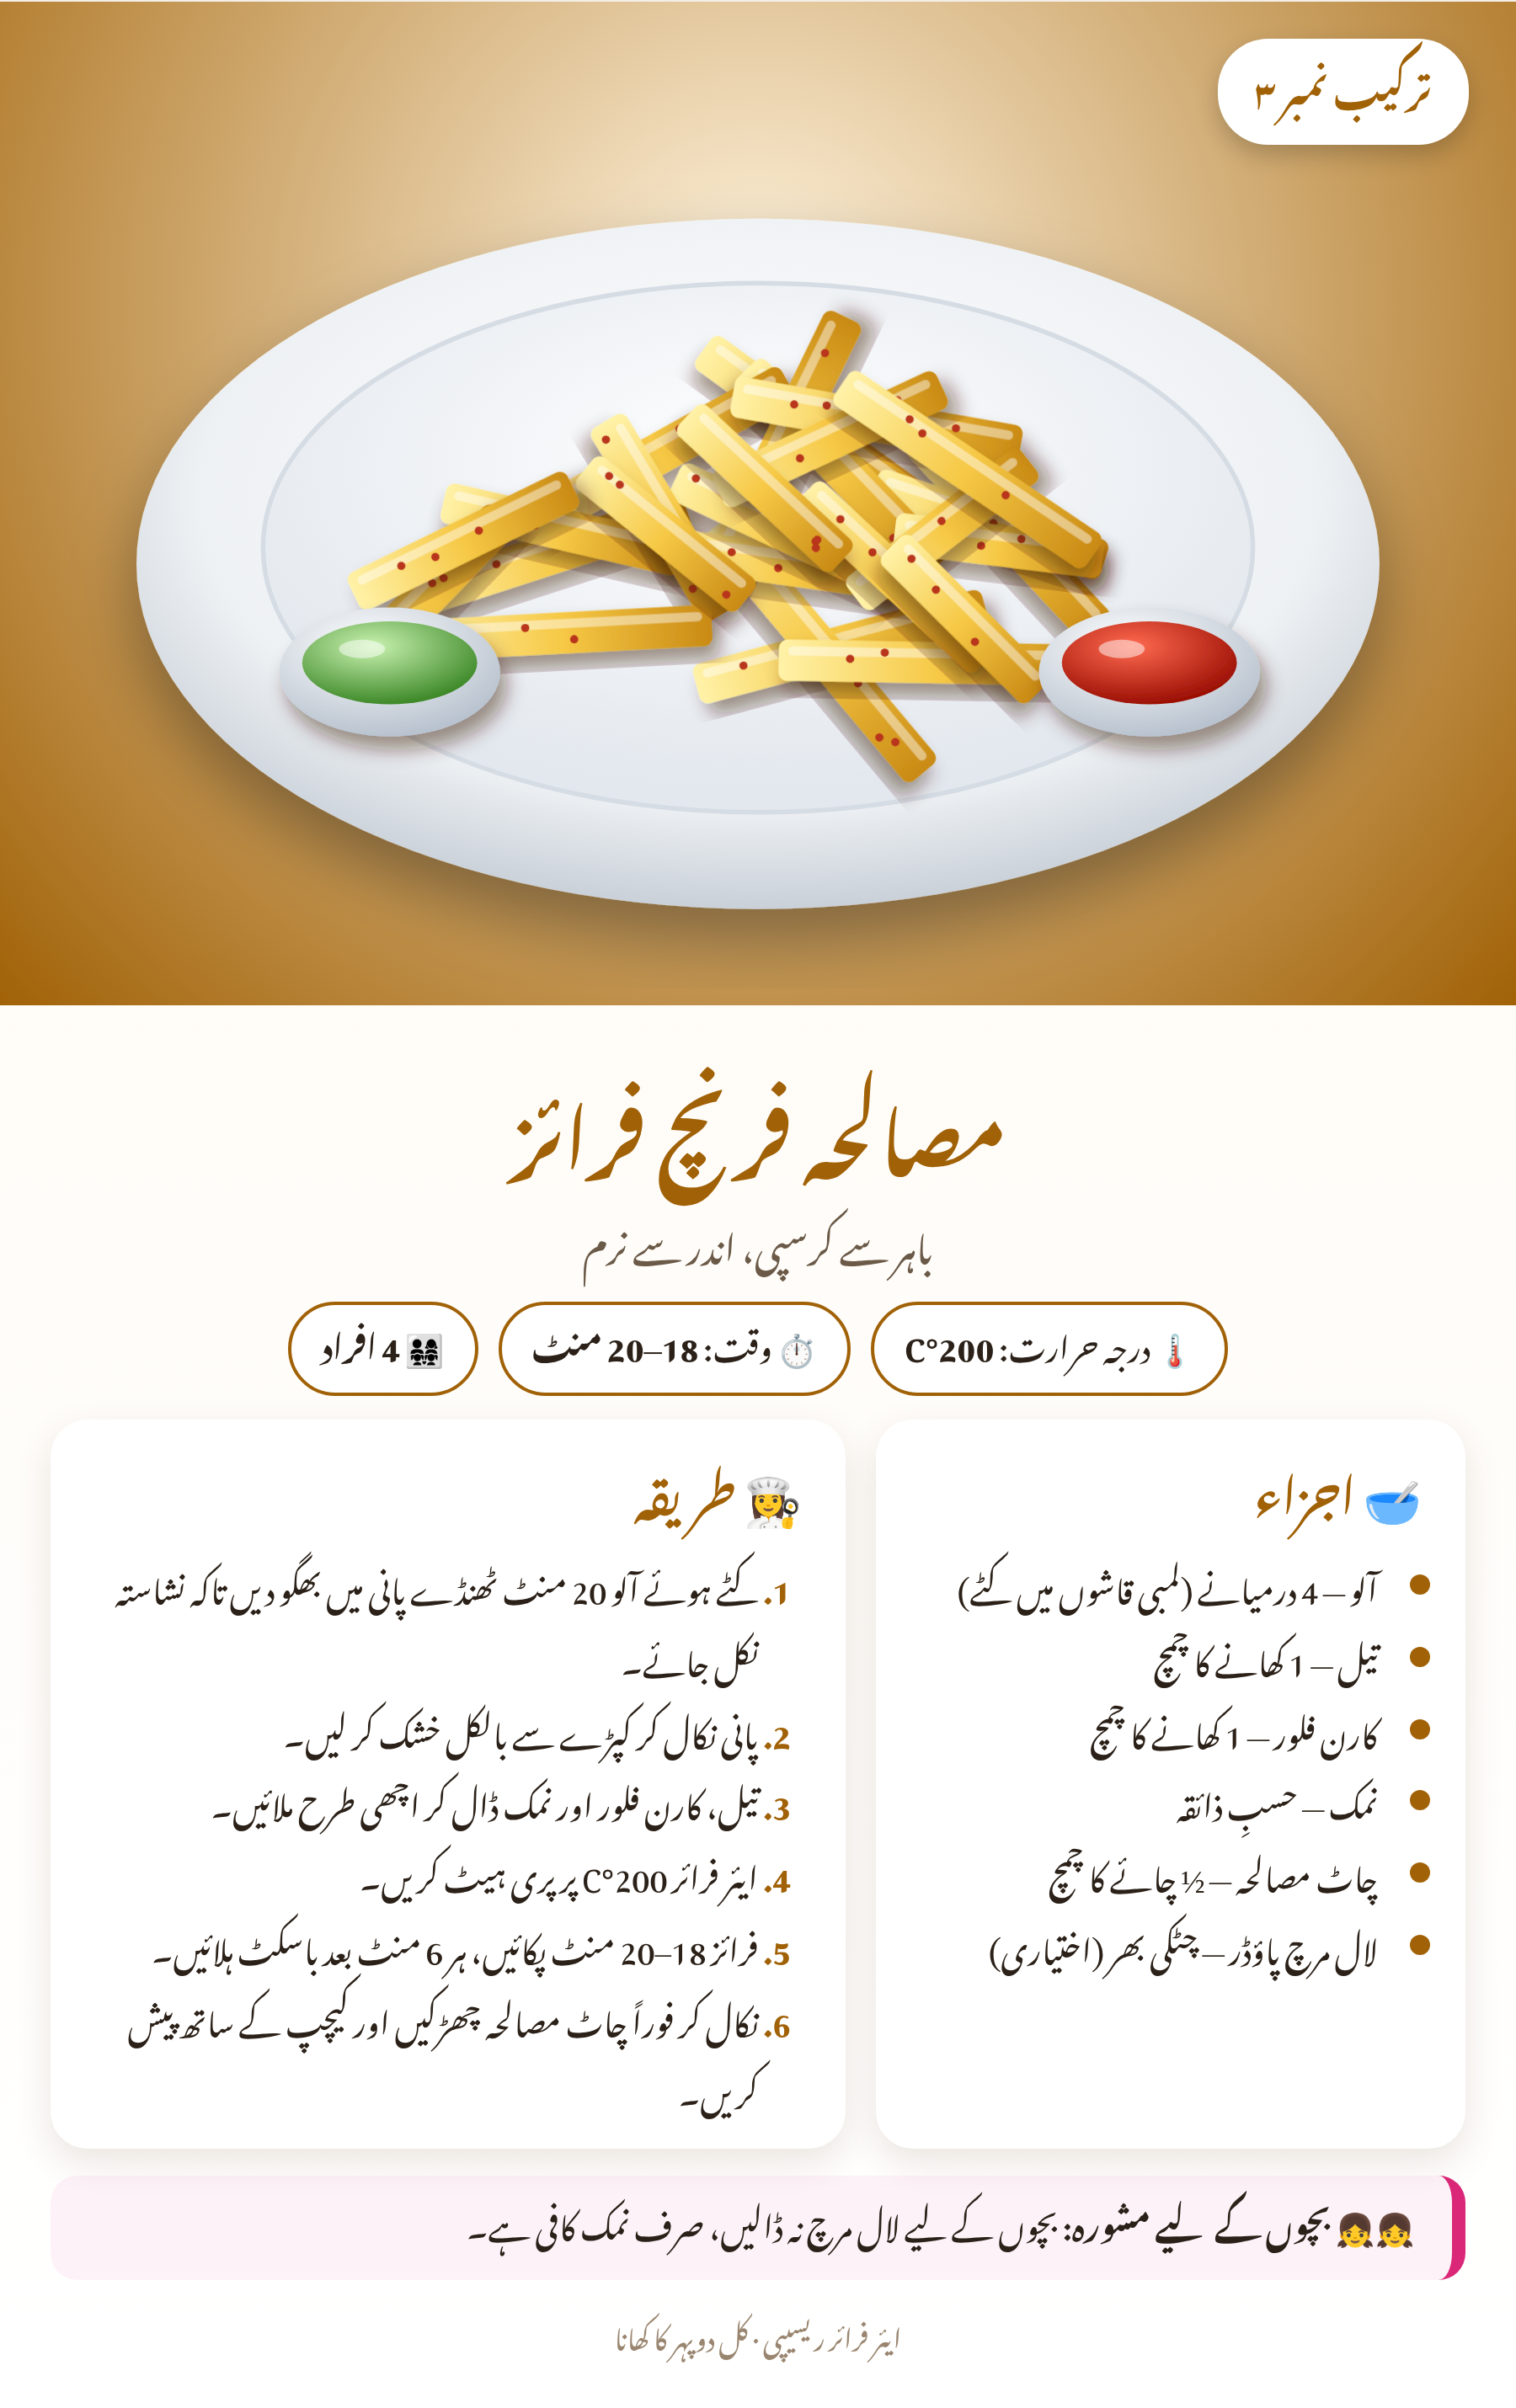 ترکیب نمبر ۳
مصالحہ فرنچ فرائز
باہر سے کرسپی، اندر سے نرم
🌡️ درجہ حرارت: 200°C
⏱️ وقت: 18–20 منٹ
👨‍👩‍👧‍👧 4 افراد
🥣 اجزاء
● آلو — 4 درمیانے (لمبی قاشوں میں کٹے)
● تیل — 1 کھانے کا چمچ
● کارن فلور — 1 کھانے کا چمچ
● نمک — حسبِ ذائقہ
● چاٹ مصالحہ — ½ چائے کا چمچ
● لال مرچ پاؤڈر — چٹکی بھر (اختیاری)
👩‍🍳 طریقہ
1. کٹے ہوئے آلو 20 منٹ ٹھنڈے پانی میں بھگو دیں تاکہ نشاستہ
نکل جائے۔
2. پانی نکال کر کپڑے سے بالکل خشک کر لیں۔
3. تیل، کارن فلور اور نمک ڈال کر اچھی طرح ملائیں۔
4. ایئر فرائر 200°C پر پری ہیٹ کریں۔
5. فرائز 18–20 منٹ پکائیں، ہر 6 منٹ بعد باسکٹ ہلائیں۔
6. نکال کر فوراً چاٹ مصالحہ چھڑکیں اور کیچپ کے ساتھ پیش
کریں۔
👧👧 بچوں کے لیے مشورہ: بچوں کے لیے لال مرچ نہ ڈالیں، صرف نمک کافی ہے۔
ایئر فرائر ریسیپی · کل دوپہر کا کھانا